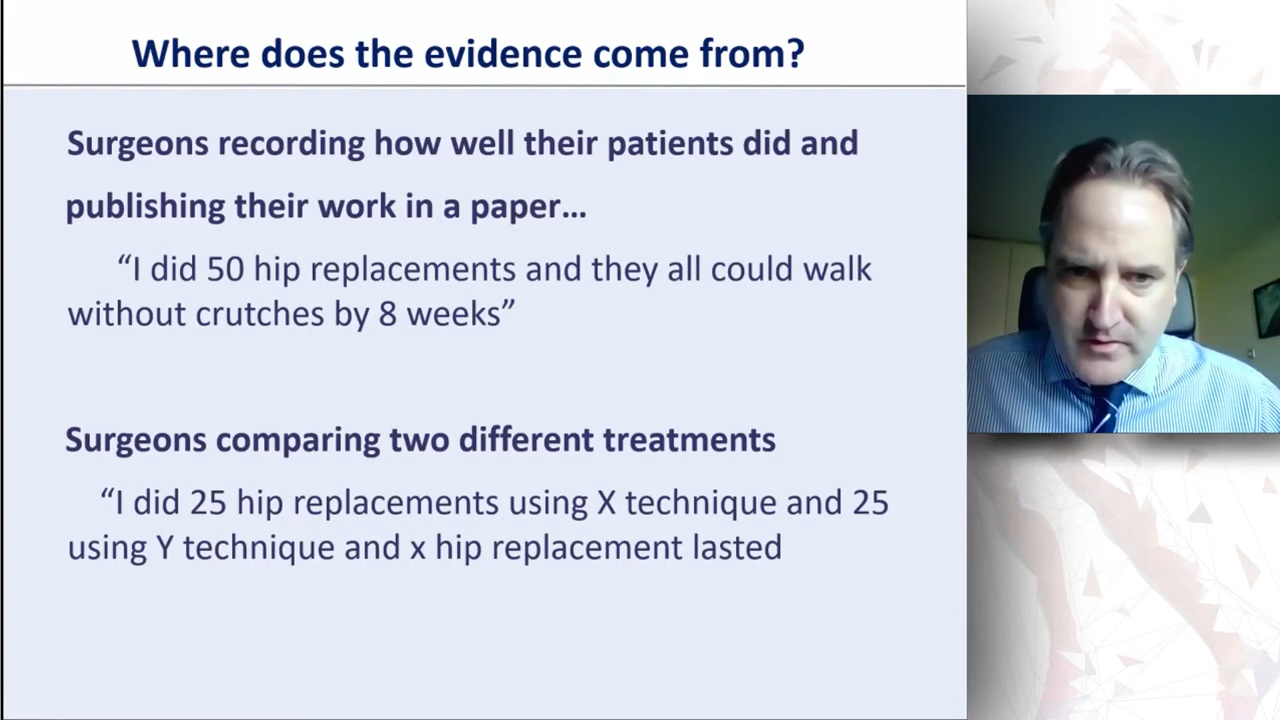 Where does the evidence come from?
Surgeons recording how well their patients did and
publishing their work in a paper…
“I did 50 hip replacements and they all could walk
without crutches by 8 weeks”
Surgeons comparing two different treatments
“I did 25 hip replacements using X technique and 25
using Y technique and x hip replacement lasted